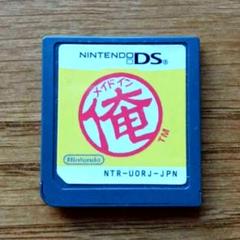 NINTENDO DS
メイドイン
俺
TM
Nintendo
NTR-UORJ-JPN